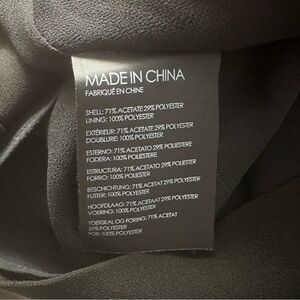 MADE IN CHINA
FABRIQUÉ EN CHINE
SHELL: 71% ACETATE 29% POLYESTER
LINING: 100% POLYESTER
EXTÉRIEUR: 71% ACETATE 29% POLYESTER
DOUBLURE: 100% POLYESTER
ESTERNO: 71% ACETATO 29% POLIESTERE
FODERA: 100% POLIESTERE
ESTRUCTURA: 71% ACETATO 29% POLIÉSTER
FORRO: 100% POLIÉSTER
BESCHICHTUNG: 71% ACETAT 29% POLYESTER
FUTTER: 100% POLYESTER
HOOFDLAAG: 71% ACETAAT 29% POLYESTER
VOERING: 100% POLYESTER
YDERSKAL OG FORING: 71% ACETAT
29% POLYESTER
FOR: 100% POLYESTER